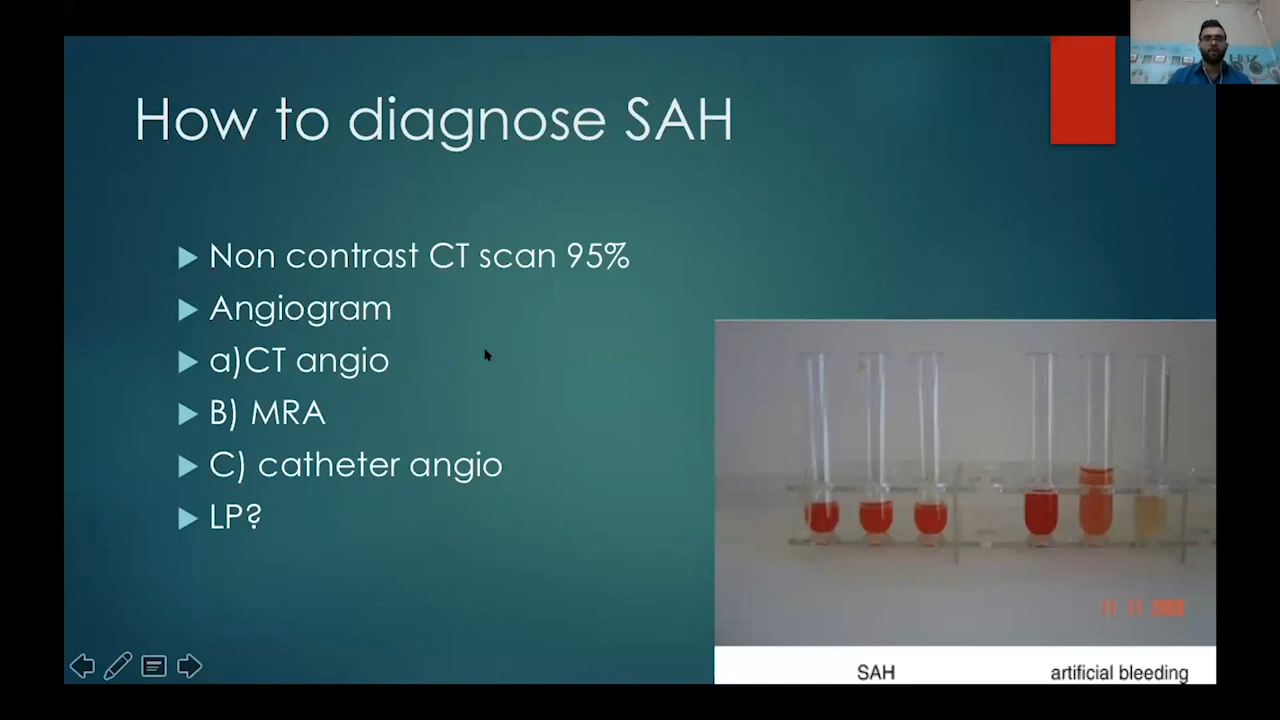 How to diagnose SAH
Non contrast CT scan 95%
Angiogram
a)CT angio
B) MRA
C) catheter angio
LP?
SAH
artificial bleeding